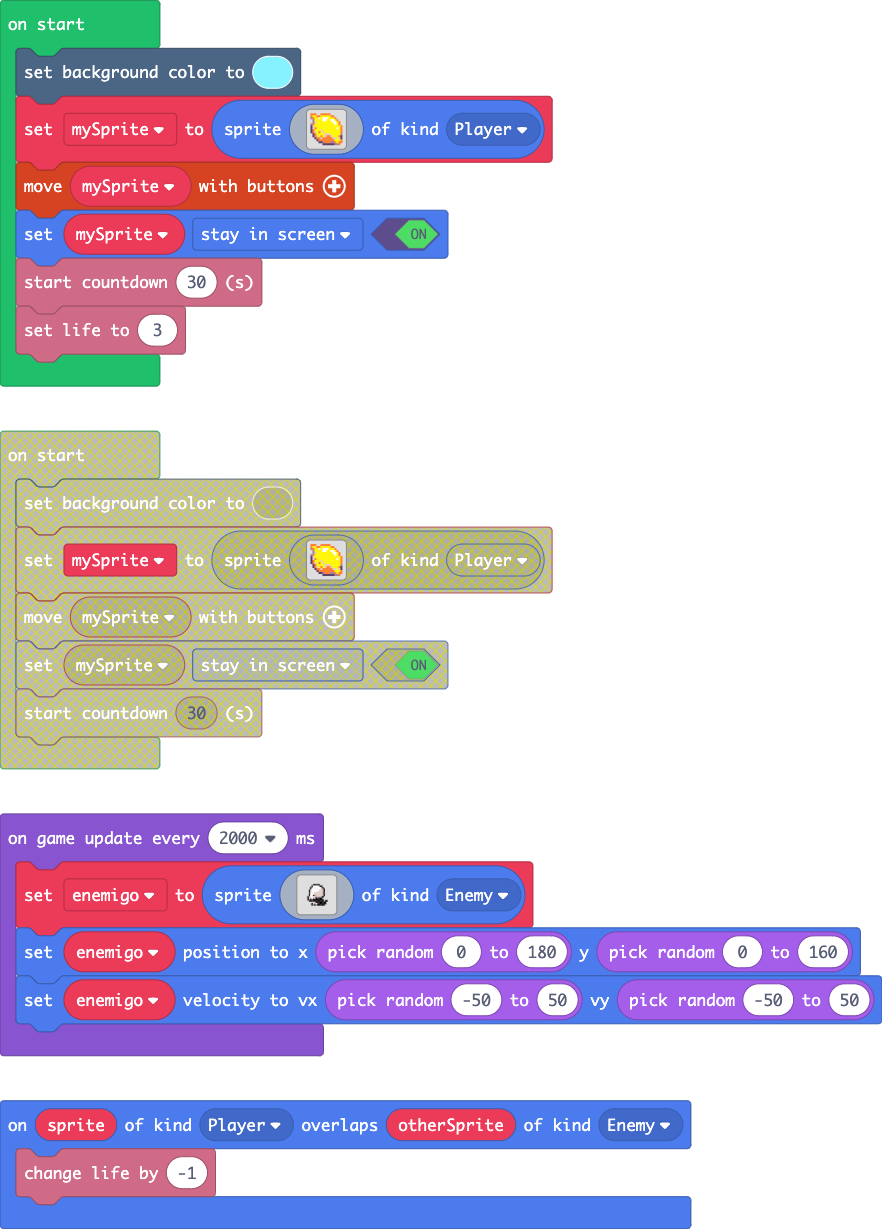 on start
set background color to
set mySprite to sprite of kind Player
move mySprite with buttons
set mySprite stay in screen ON
start countdown 30 (s)
set life to 3
on start
set background color to
set mySprite to sprite of kind Player
move mySprite with buttons
set mySprite stay in screen ON
start countdown 30 (s)
on game update every 2000 ms
set enemigo to sprite of kind Enemy
set enemigo position to x pick random 0 to 180 y pick random 0 to 160
set enemigo velocity to vx pick random -50 to 50 vy pick random -50 to 50
on sprite of kind Player overlaps otherSprite of kind Enemy
change life by -1